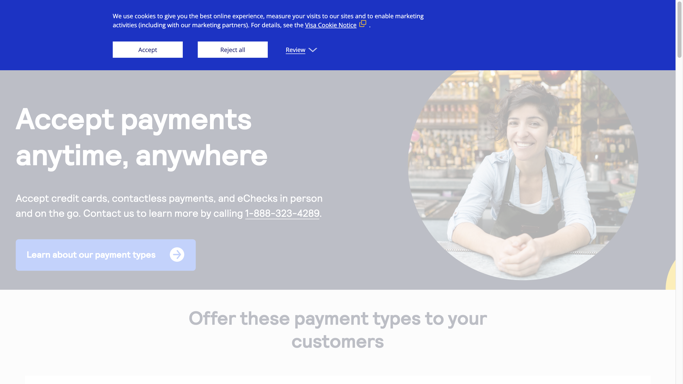 We use cookies to give you the best online experience, measure your visits to our sites and to enable marketing
activities (including with our marketing partners). For details, see the Visa Cookie Notice .
Accept
Reject all
Review
Accept payments
anytime, anywhere
Accept credit cards, contactless payments, and eChecks in person
and on the go. Contact us to learn more by calling 1-888-323-4289.
Learn about our payment types
Offer these payment types to your
customers